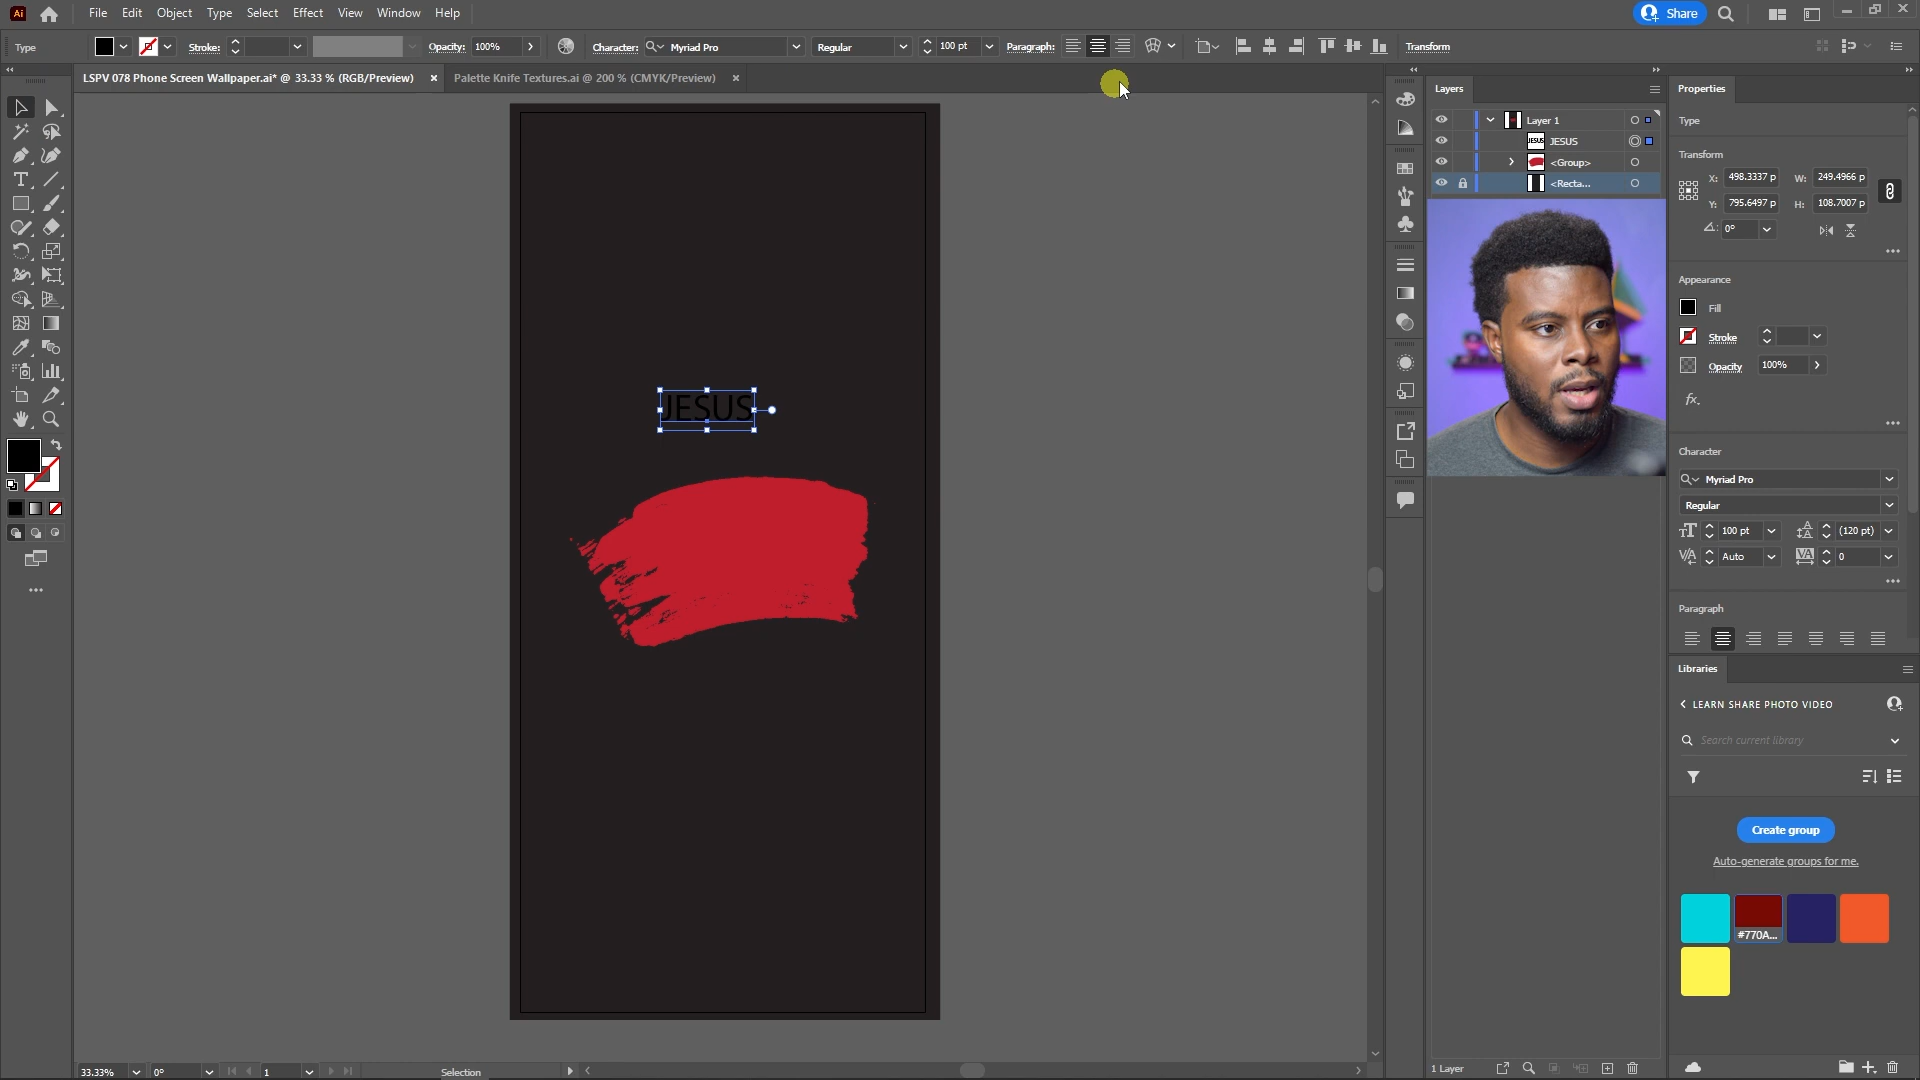 Ai File Edit Object Type Select Effect View Window Help Share
Type Stroke: Opacity: 100% Character: Myriad Pro Regular 100 pt Paragraph: Transform
LSPV 078 Phone Screen Wallpaper.ai* @ 33.33 % (RGB/Preview) × Palette Knife Textures.ai @ 200 % (CMYK/Preview) ×
Layers
Layer 1
JESUS JESUS
<Group>
<Recta...
Properties
Type
Transform
X: 498.3337 p W: 249.4966 p
Y: 795.6497 p H: 108.7007 p
0°
Appearance
Fill
Stroke
Opacity 100%
fx.
Character
Myriad Pro
Regular
100 pt (120 pt)
Auto 0
Paragraph
JESUS
Libraries
LEARN SHARE PHOTO VIDEO
Search current library
Create group
Auto-generate groups for me.
#770A...
33.33% 0° 1 Selection
1 Layer